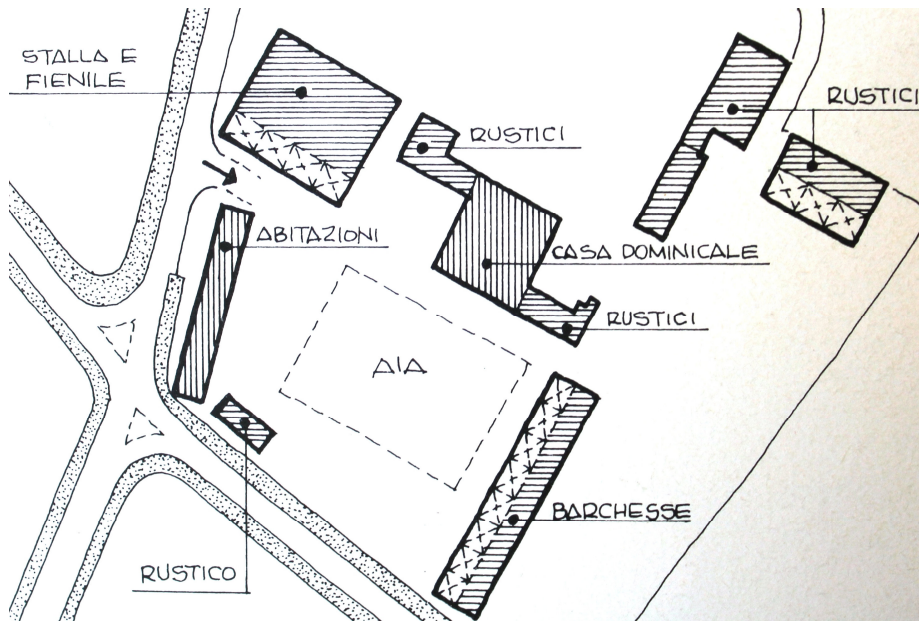 STALLA E
FIENILE
RUSTICI
RUSTICI
ABITAZIONI
CASA DOMINICALE
RUSTICI
AIA
BARCHESSE
RUSTICO